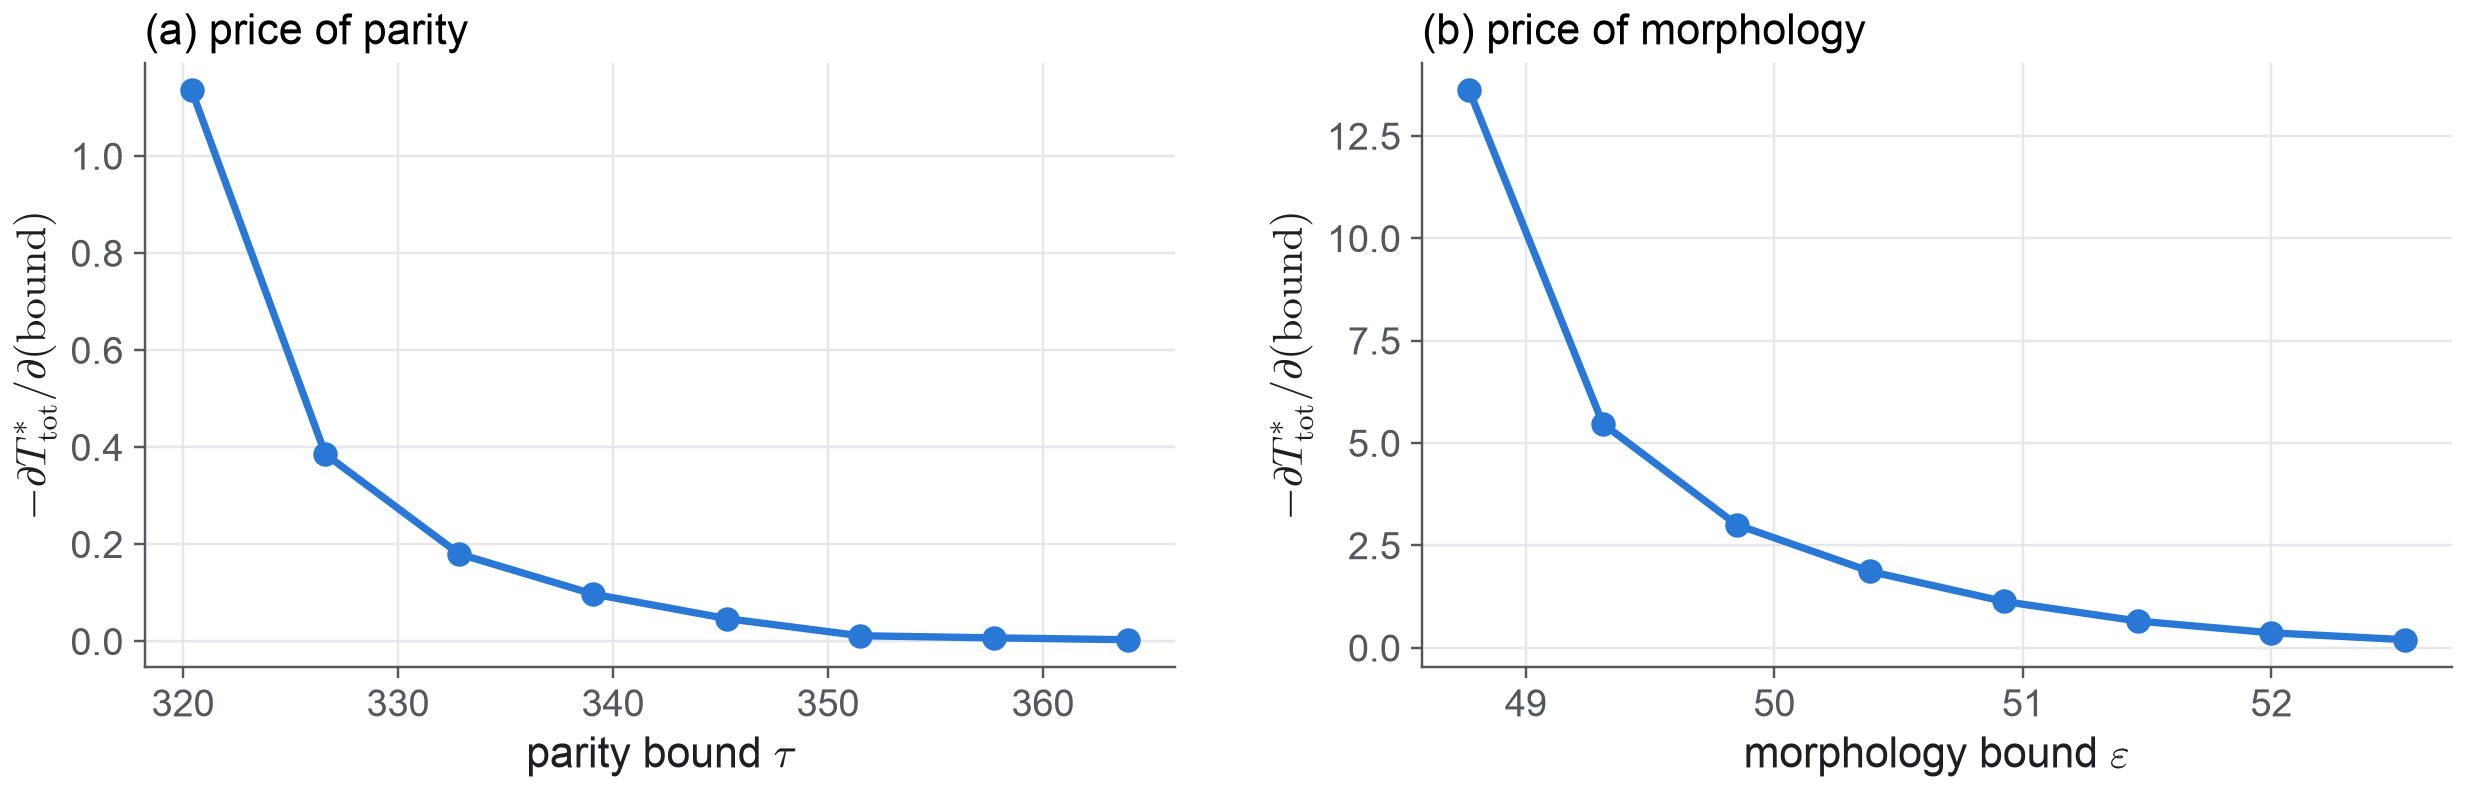 (a) price of parity
−∂T*tot/∂(bound)
1.0
0.8
0.6
0.4
0.2
0.0
320 330 340 350 360
parity bound τ
(b) price of morphology
−∂T*tot/∂(bound)
12.5
10.0
7.5
5.0
2.5
0.0
49 50 51 52
morphology bound ε